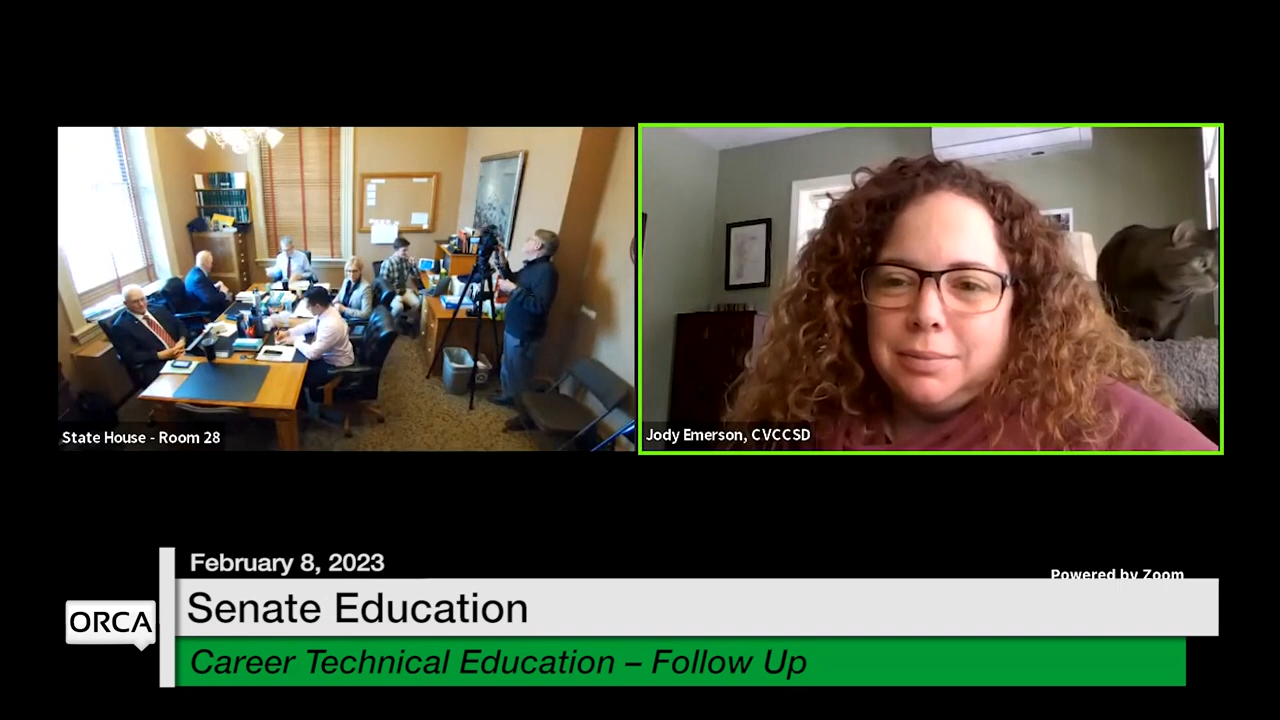 State House - Room 28
Jody Emerson, CVCCSD
February 8, 2023
Powered by Zoom
Senate Education
ORCA
Career Technical Education – Follow Up